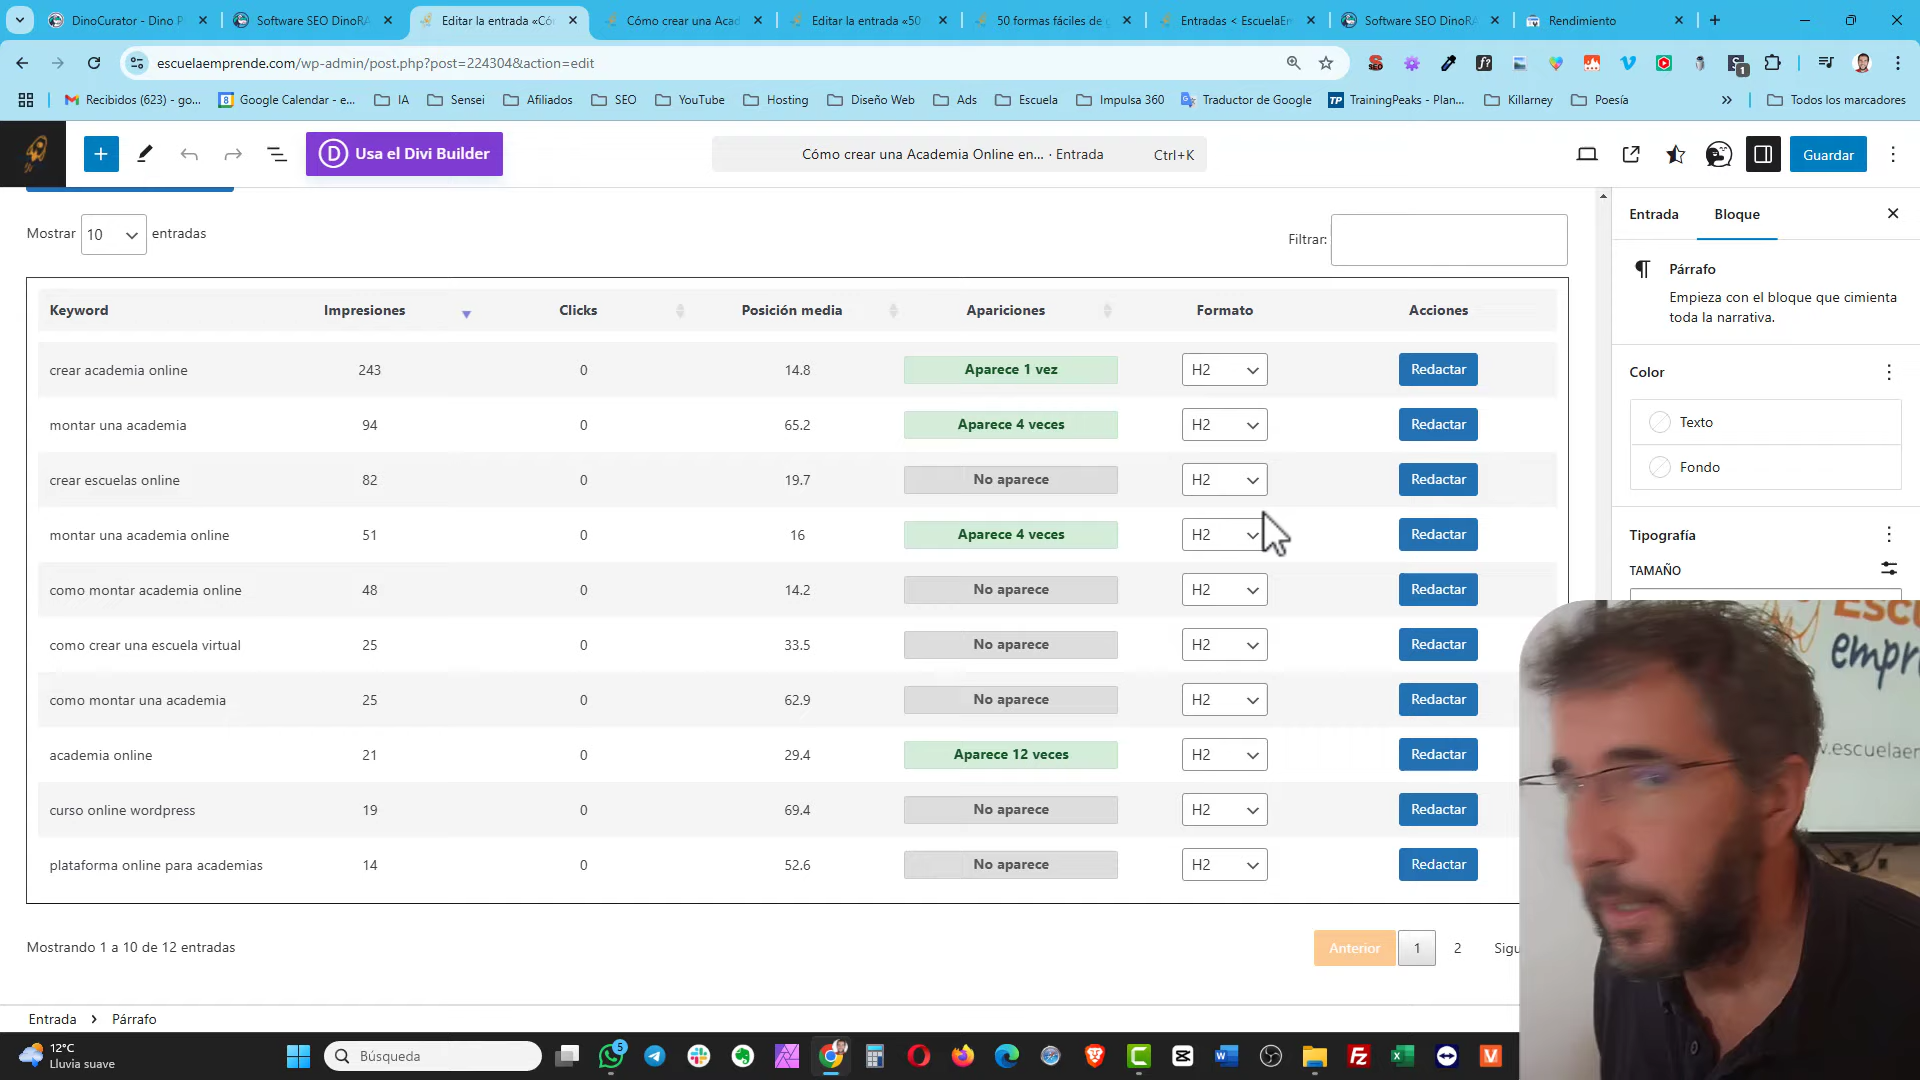 DinoCurator - Dino P
Software SEO DinoRA
Editar la entrada «Có
Cómo crear una Acad
Editar la entrada «50
50 formas fáciles de g
Entradas < EscuelaEm
Software SEO DinoRA
Rendimiento
escuelaemprende.com/wp-admin/post.php?post=224304&action=edit
Recibidos (623) - go...
Google Calendar - e...
IA
Sensei
Afiliados
SEO
YouTube
Hosting
Diseño Web
Ads
Escuela
Impulsa 360
Traductor de Google
TrainingPeaks - Plan...
Killarney
Poesía
Todos los marcadores
Usa el Divi Builder
Cómo crear una Academia Online en... · Entrada Ctrl+K
Guardar
Mostrar 10 entradas
Filtrar:
Keyword Impresiones Clicks Posición media Apariciones Formato Acciones
crear academia online 243 0 14.8 Aparece 1 vez H2 Redactar
montar una academia 94 0 65.2 Aparece 4 veces H2 Redactar
crear escuelas online 82 0 19.7 No aparece H2 Redactar
montar una academia online 51 0 16 Aparece 4 veces H2 Redactar
como montar academia online 48 0 14.2 No aparece H2 Redactar
como crear una escuela virtual 25 0 33.5 No aparece H2 Redactar
como montar una academia 25 0 62.9 No aparece H2 Redactar
academia online 21 0 29.4 Aparece 12 veces H2 Redactar
curso online wordpress 19 0 69.4 No aparece H2 Redactar
plataforma online para academias 14 0 52.6 No aparece H2 Redactar
Mostrando 1 a 10 de 12 entradas
Anterior 1 2 Sigu
Entrada Bloque
Párrafo
Empieza con el bloque que cimienta
toda la narrativa.
Color
Texto
Fondo
Tipografía
TAMAÑO
Escu
empr
w.escuelaem
Entrada > Párrafo
12°C
Lluvia suave
Búsqueda
5